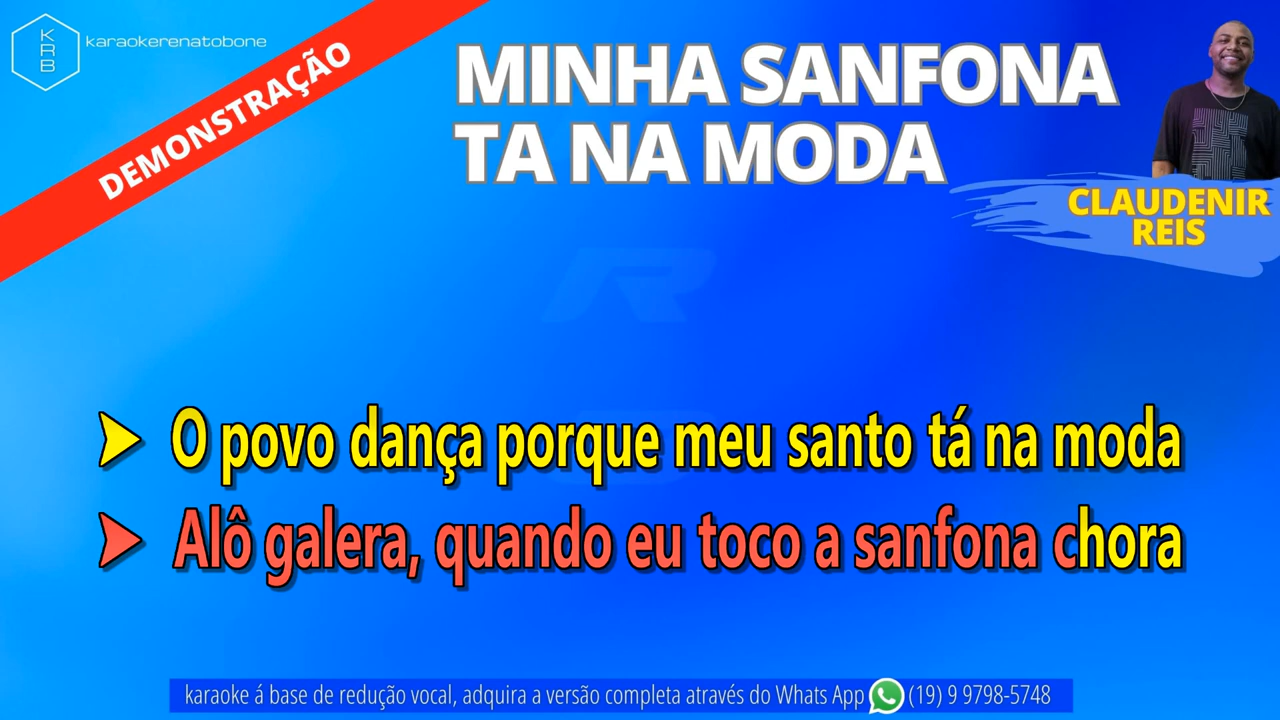 KRB
karaokerenatobone
DEMONSTRAÇÃO
MINHA SANFONA
TA NA MODA
CLAUDENIR
REIS
O povo dança porque meu santo tá na moda
Alô galera, quando eu toco a sanfona chora
karaoke á base de redução vocal, adquira a versão completa através do Whats App (19) 9 9798-5748